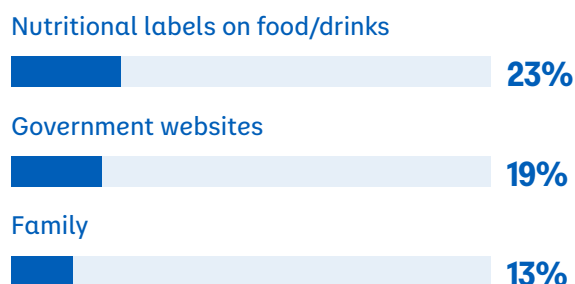 Nutritional labels on food/drinks
23%
Government websites
19%
Family
13%